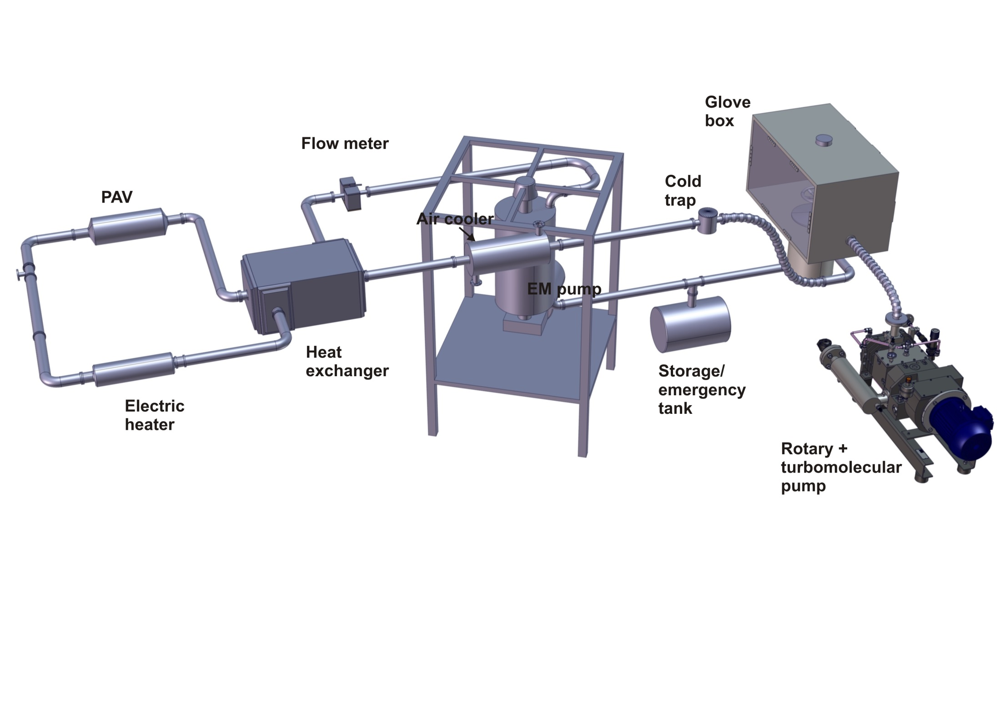 Glove
box
Flow meter
Cold
trap
PAV
Air cooler
EM pump
Heat
exchanger
Storage/
emergency
tank
Electric
heater
Rotary +
turbomolecular
pump